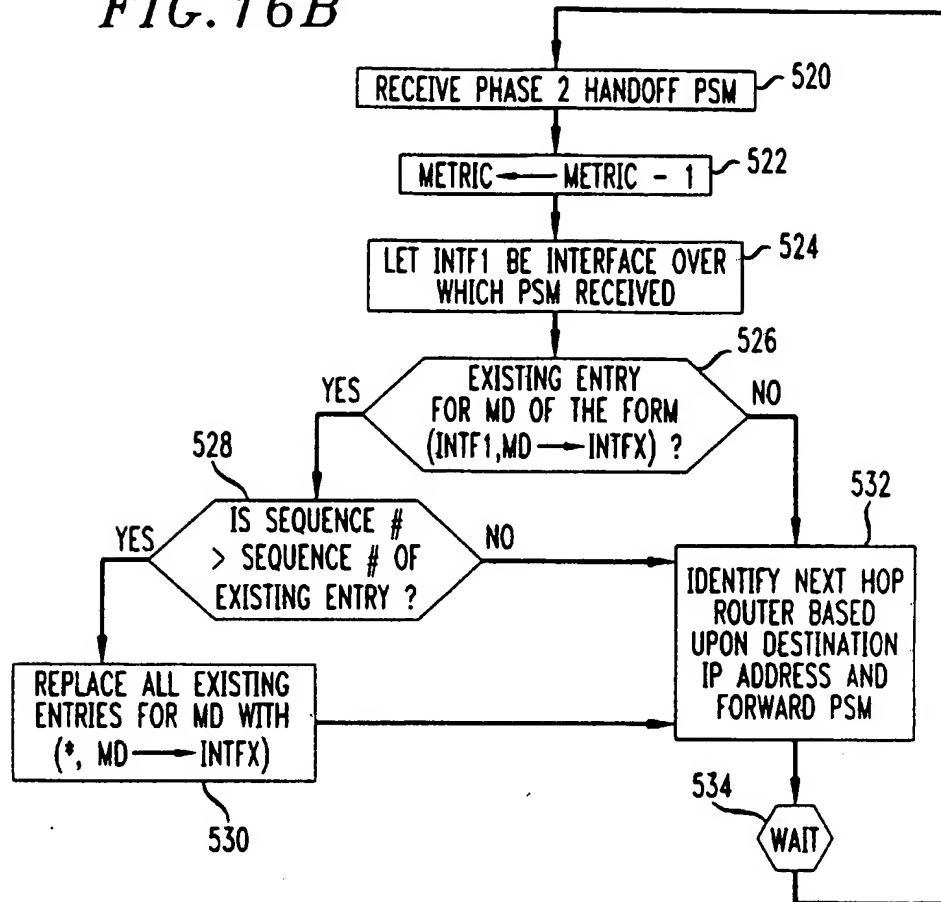 FIG. 16B
RECEIVE PHASE 2 HANDOFF PSM
520
METRIC ← METRIC - 1
522
LET INTF1 BE INTERFACE OVER
WHICH PSM RECEIVED
524
EXISTING ENTRY
FOR MD OF THE FORM
(INTF1,MD → INTFX) ?
526
YES
NO
528
IS SEQUENCE #
> SEQUENCE # OF
EXISTING ENTRY ?
YES
NO
532
IDENTIFY NEXT HOP
ROUTER BASED
UPON DESTINATION
IP ADDRESS AND
FORWARD PSM
REPLACE ALL EXISTING
ENTRIES FOR MD WITH
(*, MD → INTFX)
530
534
WAIT